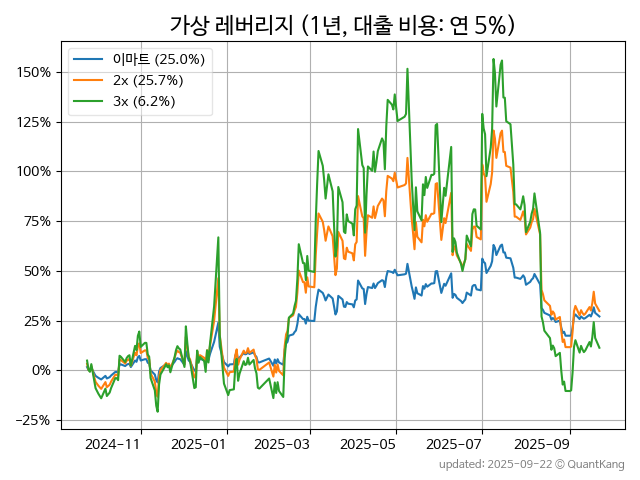 가상 레버리지 (1년, 대출 비용: 연 5%)
이마트 (25.0%)
2x (25.7%)
3x (6.2%)
150%
125%
100%
75%
50%
25%
0%
−25%
2024-11
2025-01
2025-03
2025-05
2025-07
2025-09
updated: 2025-09-22 © QuantKang